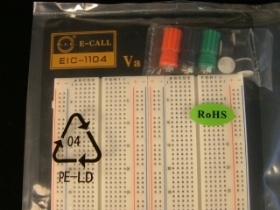 E-CALL
EIC-1104
Va
RoHS
04
PE-LD